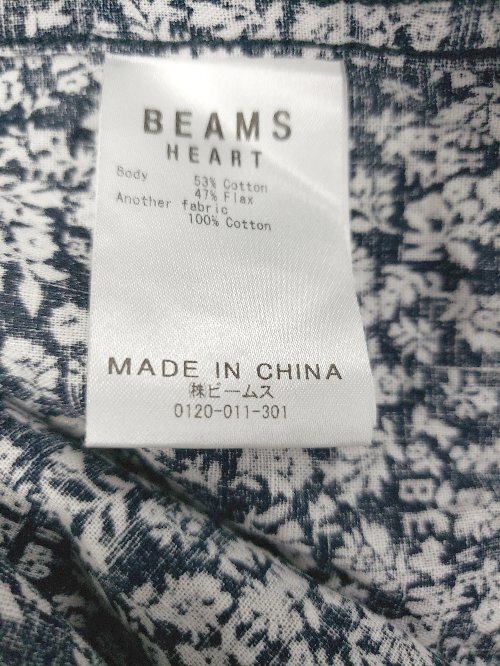 BEAMS
HEART
Body 53% Cotton
47% Flax
Another fabric
100% Cotton
MADE IN CHINA
㈱ビームス
0120-011-301